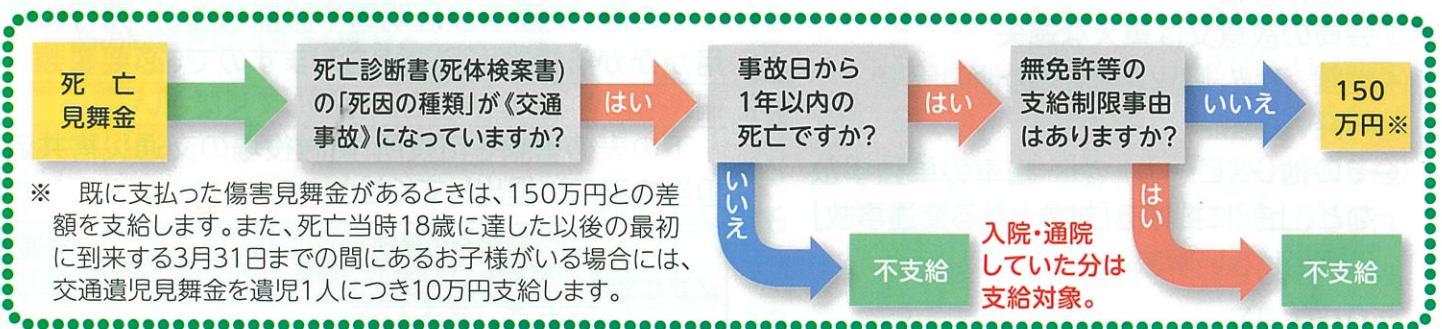 死 亡
見舞金
死亡診断書(死体検案書)
の「死因の種類」が《交通
事故》になっていますか?
はい
事故日から
1年以内の
死亡ですか?
はい
無免許等の
支給制限事由
はありますか?
いいえ
150
万円※
いいえ
不支給
入院・通院
していた分は
支給対象。
はい
不支給
※ 既に支払った傷害見舞金があるときは、150万円との差
額を支給します。また、死亡当時18歳に達した以後の最初
に到来する3月31日までの間にあるお子様がいる場合には、
交通遺児見舞金を遺児1人につき10万円支給します。